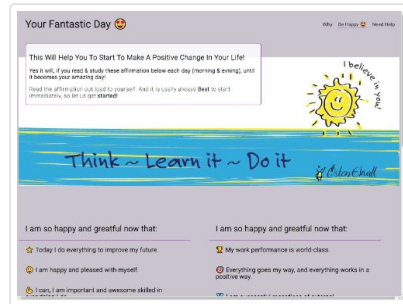 Your Fantastic Day 🤩
Why Be Happy 🤩 Need Help
This Will Help You To Start To Make A Positive Change In Your Life!
Yes it will, if you read & study these affirmation below each day (morning & evning), until
it becomes your amazing day!
Read the affirmation out load to yourself. And it is usally always Best to start
immediately, so let us get started!
I believe in you!
Think ~ Learn it ~ Do it
I am so happy and greatful now that:
⭐ Today I do everything to improve my future.
😀 I am happy and pleased with myself.
💪 I can, I am important and awesome skilled in
I am so happy and greatful now that:
🏆 My work performance is world-class.
🎯 Everything goes my way, and everything works in a
positive way.